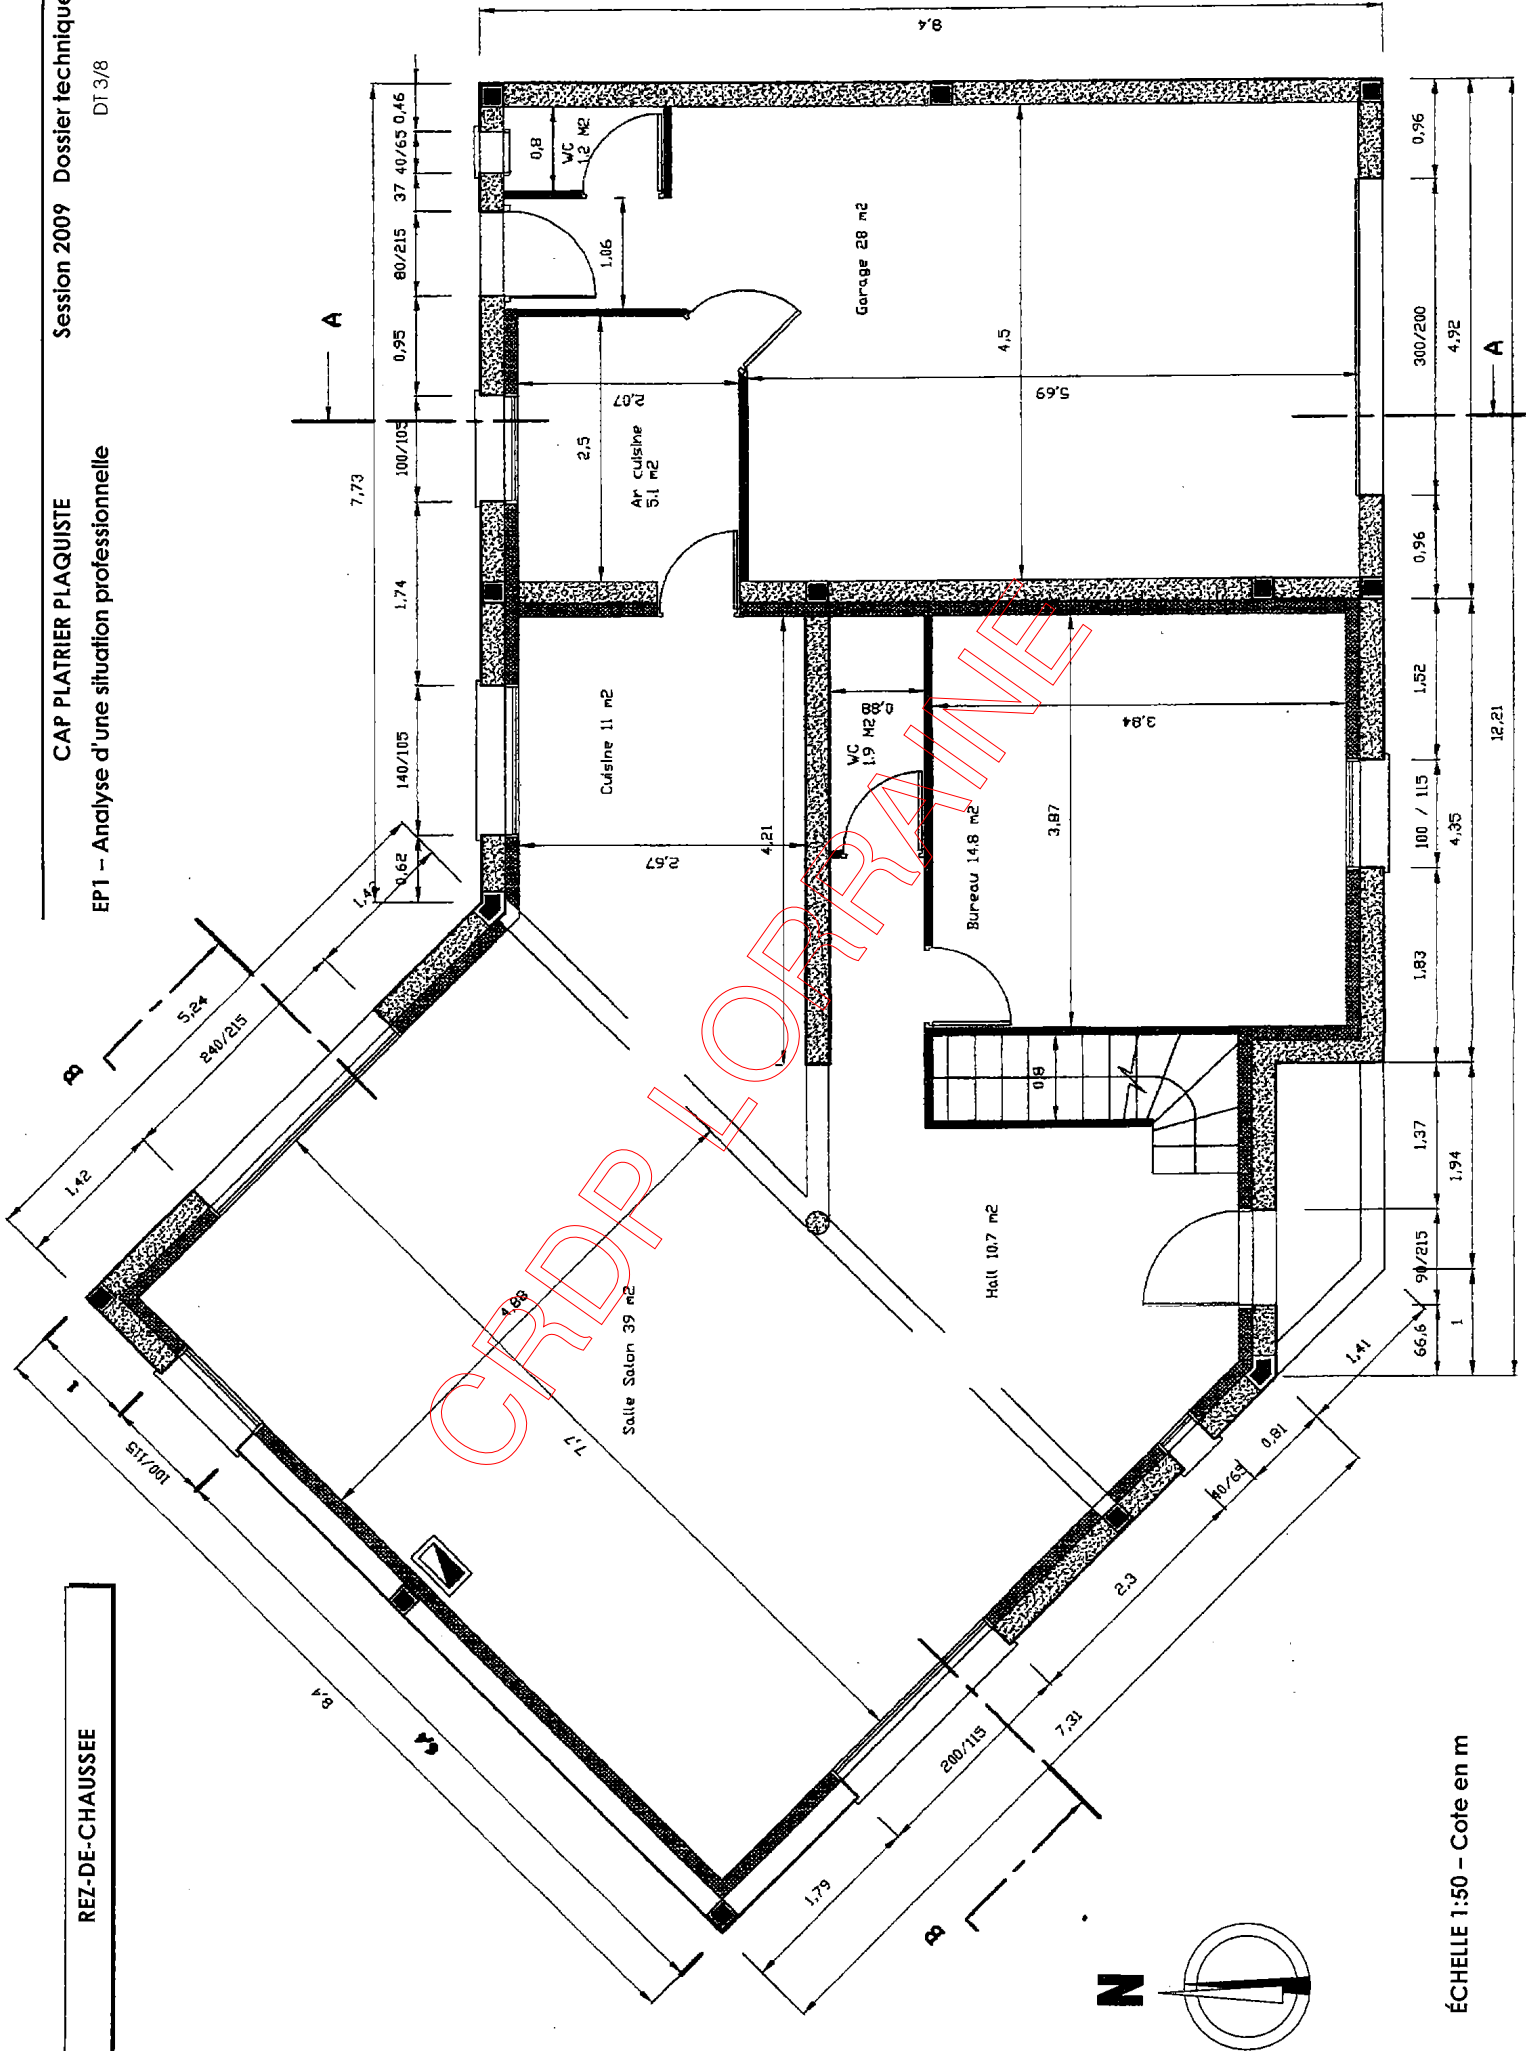 REZ-DE-CHAUSSEE
CAP PLATRIER PLAQUISTE
Session 2009 Dossier technique
EP1 – Analyse d'une situation professionnelle
DT 3/8
8,4
7,73
0,62
140/105
1,74
100/105
0,95
80/215
37
40/65
0,46
A
B
5,24
1,42
240/215
1,42
1
100/115
6,4
8,4
0,8
WC
1.2 M2
1,06
2,5
2,07
Ar cuisine
5.1 m2
Garage 28 m2
4,5
5,69
Cuisine 11 m2
2,67
4,21
WC
1.9 M2
0,88
Bureau 14.8 m2
3,87
3,84
0,8
Hall 10.7 m2
Salle Salon 39 m2
4,88
7,7
CRDP LORRAINE
1,79
200/115
2,3
40/65
0,81
1,41
7,31
B
66,6
90/215
1,37
1,83
100 / 115
1,52
0,96
300/200
0,96
1
1,94
4,35
4,92
12,21
A
N
ÉCHELLE 1:50 – Cote en m